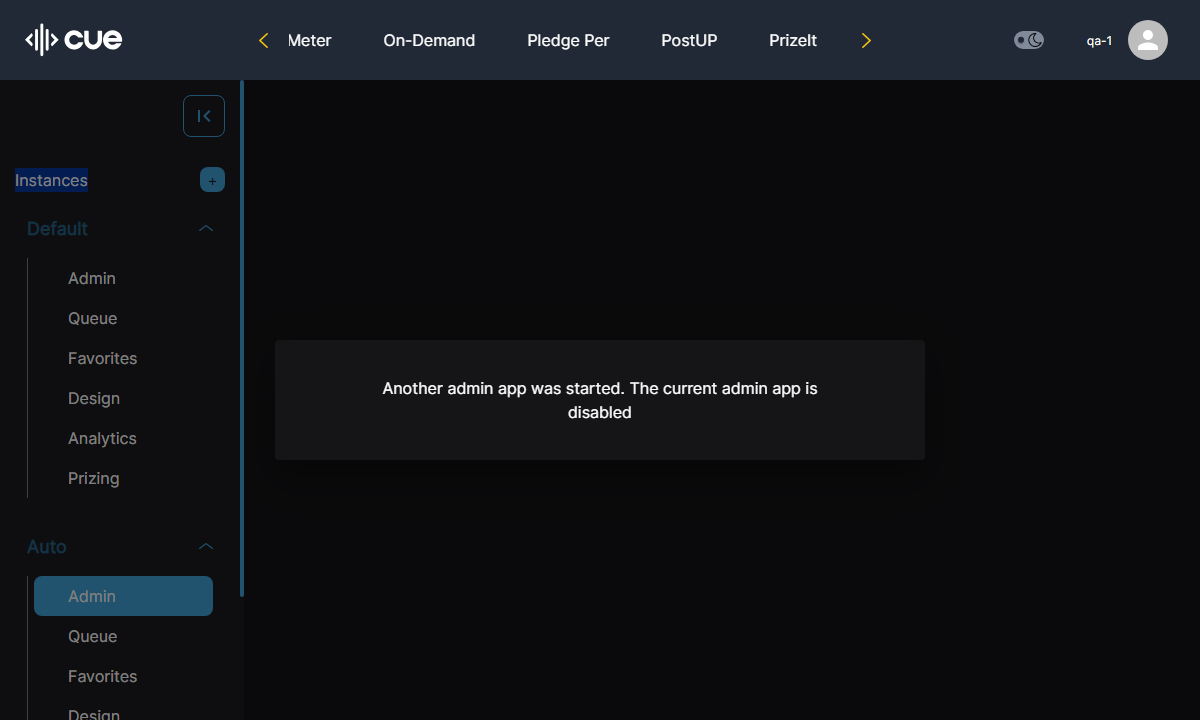 cue
Meter On-Demand Pledge Per PostUP PrizeIt
qa-1
Instances
+
Default
Admin
Queue
Favorites
Design
Analytics
Prizing
Auto
Admin
Queue
Favorites
Design
Another admin app was started. The current admin app is
disabled